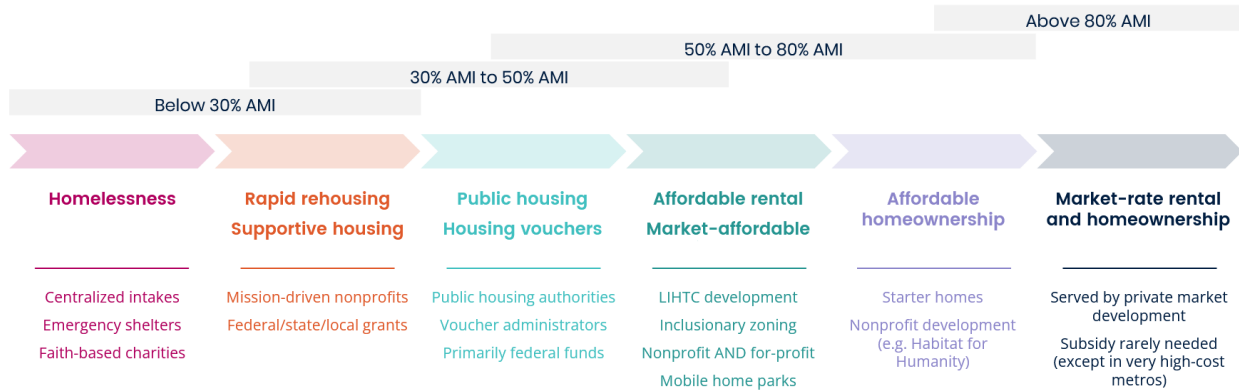 Above 80% AMI
50% AMI to 80% AMI
30% AMI to 50% AMI
Below 30% AMI
Homelessness
Centralized intakes
Emergency shelters
Faith-based charities
Rapid rehousing
Supportive housing
Mission-driven nonprofits
Federal/state/local grants
Public housing
Housing vouchers
Public housing authorities
Voucher administrators
Primarily federal funds
Affordable rental
Market-affordable
LIHTC development
Inclusionary zoning
Nonprofit AND for-profit
Mobile home parks
Affordable
homeownership
Starter homes
Nonprofit development
(e.g. Habitat for
Humanity)
Market-rate rental
and homeownership
Served by private market
development
Subsidy rarely needed
(except in very high-cost
metros)